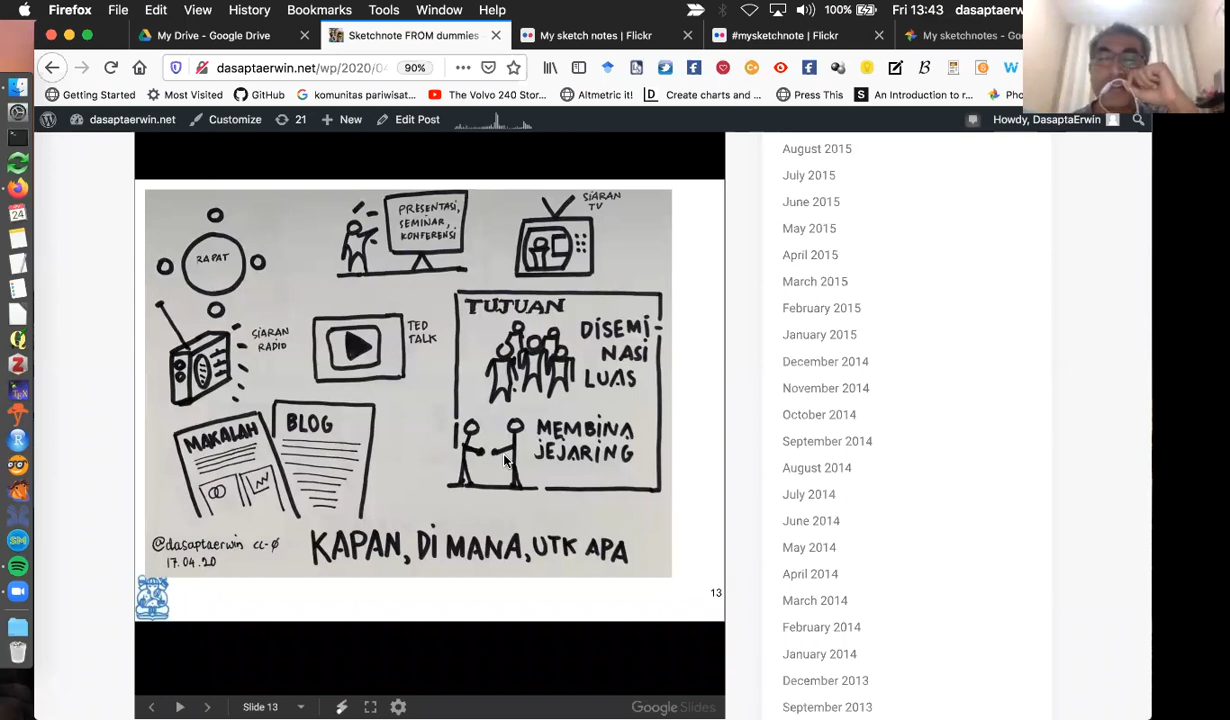 Firefox File Edit View History Bookmarks Tools Window Help 100% Fri 13:43 dasaptaerwin
My Drive - Google Drive Sketchnote FROM dummies My sketch notes | Flickr #mysketchnote | Flickr My sketchnotes - Google
dasaptaerwin.net/wp/2020/04 90%
Getting Started Most Visited GitHub komunitas pariwisat... The Volvo 240 Stor... Altmetric it! Create charts and ... Press This An Introduction to r...
dasaptaerwin.net Customize 21 New Edit Post Howdy, DasaptaErwin
PRESENTASI,
SEMINAR,
KONFERENSI
SIARAN
TV
RAPAT
SIARAN
RADIO
TED
TALK
TUJUAN
DISEMI-
NASI
LUAS
MEMBINA
JEJARING
MAKALAH
BLOG
@dasaptaerwin cc-0
17.04.20
KAPAN, Di MANA, UTK APA
13
Slide 13
Google Slides
August 2015
July 2015
June 2015
May 2015
April 2015
March 2015
February 2015
January 2015
December 2014
November 2014
October 2014
September 2014
August 2014
July 2014
June 2014
May 2014
April 2014
March 2014
February 2014
January 2014
December 2013
September 2013